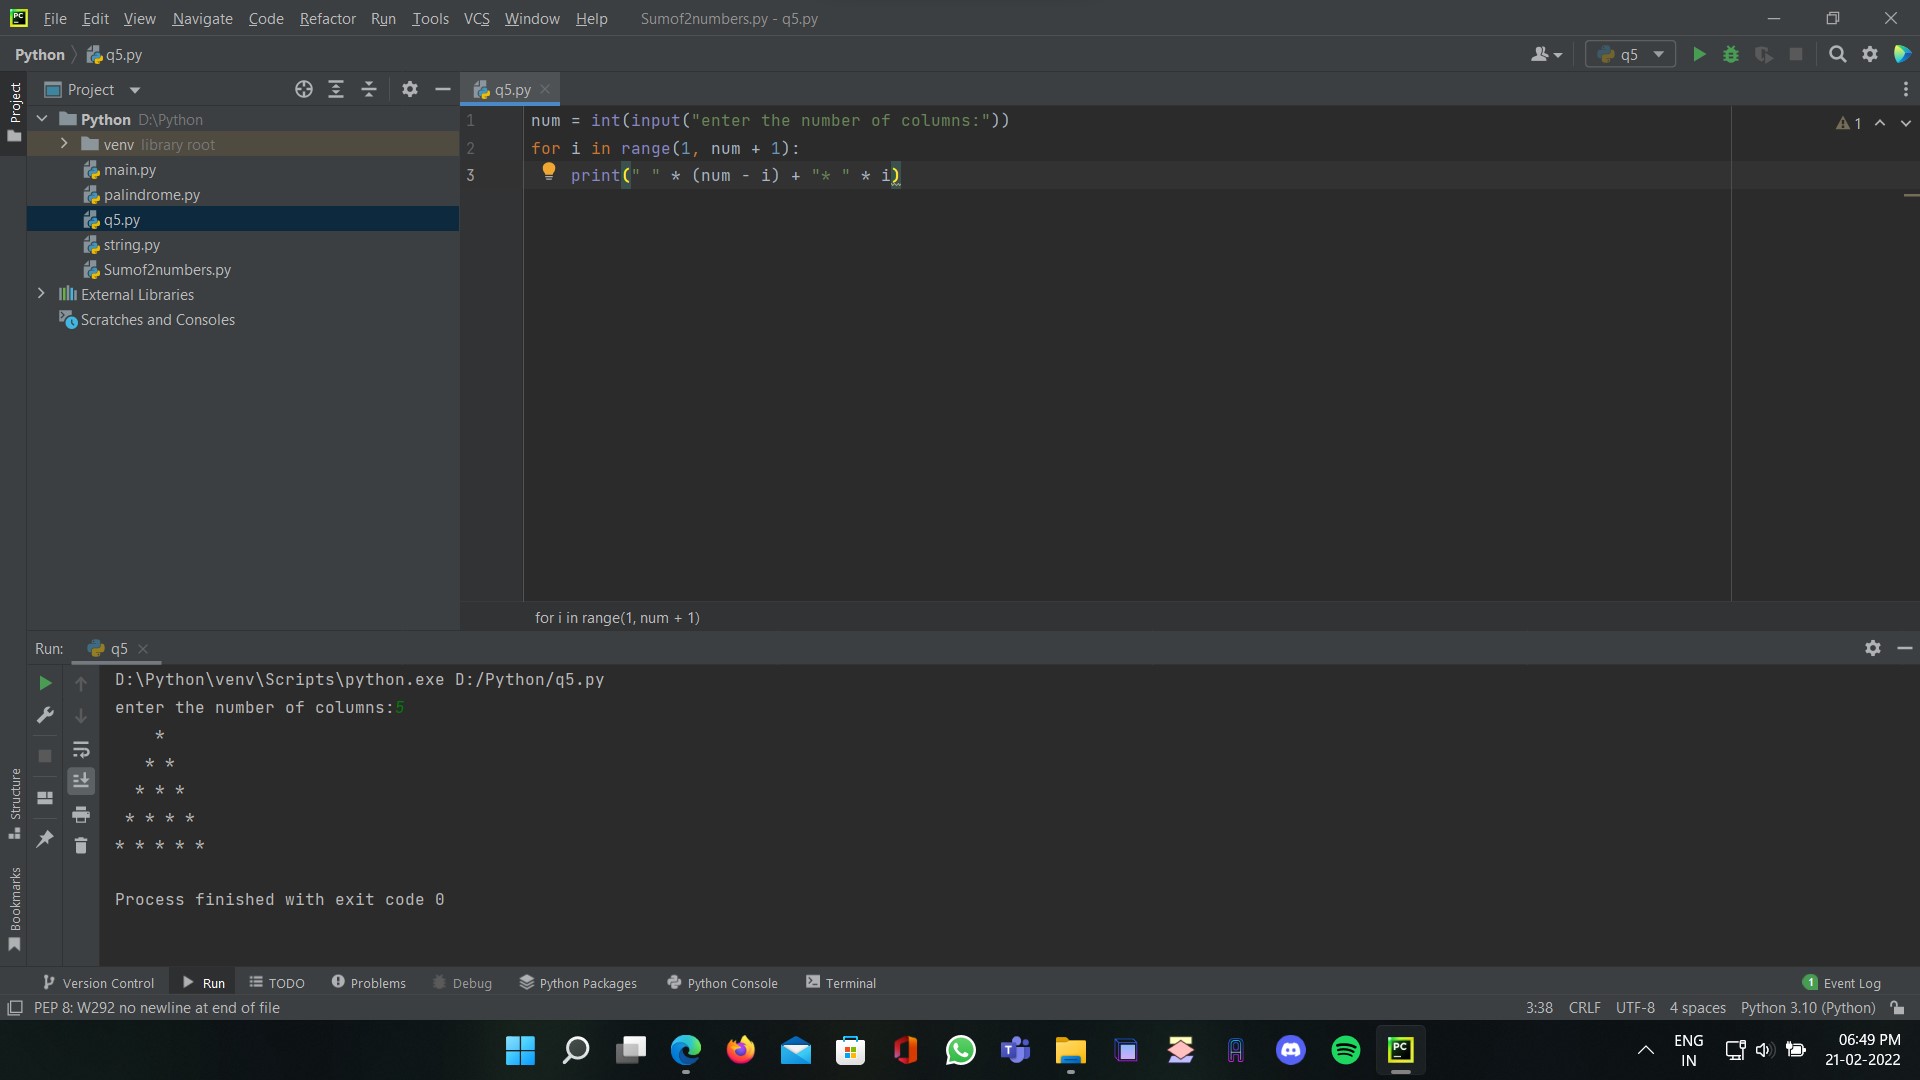 PC File Edit View Navigate Code Refactor Run Tools VCS Window Help Sumof2numbers.py - q5.py
Python q5.py q5
Project
Project
q5.py
Python D:\Python
venv library root
main.py
palindrome.py
q5.py
string.py
Sumof2numbers.py
External Libraries
Scratches and Consoles
1 num = int(input("enter the number of columns:"))
2 for i in range(1, num + 1):
3 print(" " * (num - i) + "* " * i)
1
for i in range(1, num + 1)
Run: q5
D:\Python\venv\Scripts\python.exe D:/Python/q5.py
enter the number of columns:5
    *
   * *
  * * *
 * * * *
* * * * *
Process finished with exit code 0
Structure
Bookmarks
Version Control Run TODO Problems Debug Python Packages Python Console Terminal 1 Event Log
PEP 8: W292 no newline at end of file 3:38 CRLF UTF-8 4 spaces Python 3.10 (Python)
PC
ENG
IN
06:49 PM
21-02-2022